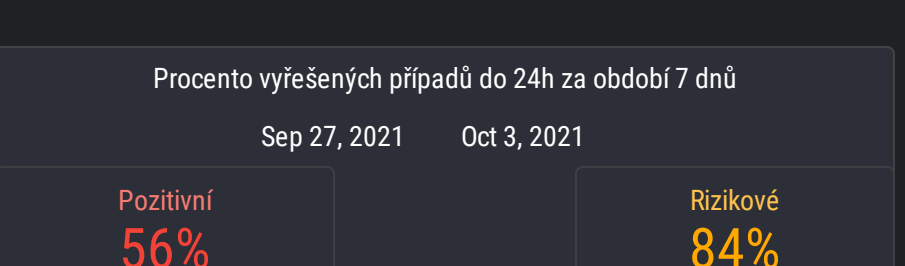 Procento vyřešených případů do 24h za období 7 dnů
Sep 27, 2021 Oct 3, 2021
Pozitivní Rizikové
56% 84%